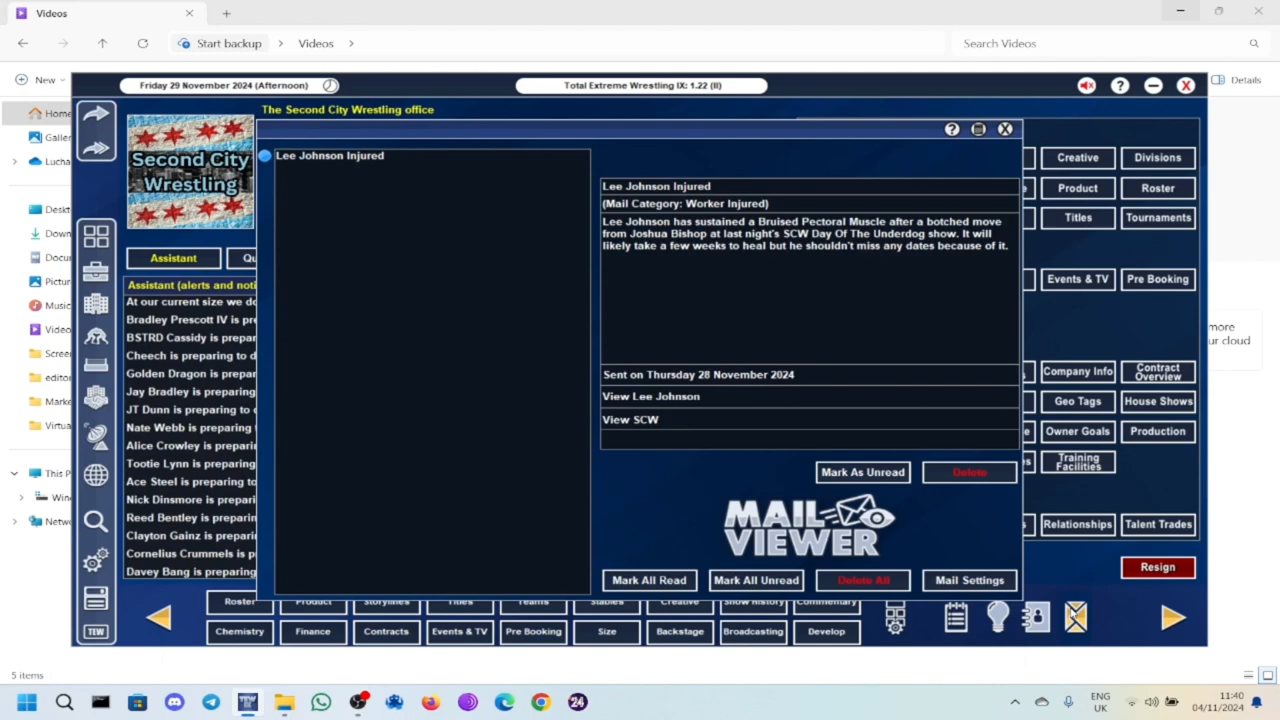 Videos
Start backup
Videos
Search Videos
New
Details
Home
Galler
Lucha
Deskt
Down
Docu
Pictur
Music
Video
Scree
editor
Marke
Virtua
This P
Wind
Netwo
5 items
more
ur cloud
Friday 29 November 2024 (Afternoon)
Total Extreme Wrestling IX: 1.22 (II)
?
X
The Second City Wrestling office
Second City
Wrestling
Assistant
Qu
Assistant (alerts and noti
At our current size we do
Bradley Prescott IV is pre
BSTRD Cassidy is prepar
Cheech is preparing to d
Golden Dragon is prepar
Jay Bradley is preparing
JT Dunn is preparing to
Nate Webb is preparing
Alice Crowley is preparin
Tootie Lynn is preparing
Ace Steel is preparing to
Nick Dinsmore is prepari
Reed Bentley is preparin
Clayton Gainz is preparin
Cornelius Crummels is p
Davey Bang is preparing
TEW
? X
Lee Johnson Injured
Lee Johnson Injured
(Mail Category: Worker Injured)
Lee Johnson has sustained a Bruised Pectoral Muscle after a botched move
from Joshua Bishop at last night's SCW Day Of The Underdog show. It will
likely take a few weeks to heal but he shouldn't miss any dates because of it.
Sent on Thursday 28 November 2024
View Lee Johnson
View SCW
Mark As Unread
Delete
MAIL
VIEWER
Mark All Read
Mark All Unread
Delete All
Mail Settings
Creative
Divisions
Product
Roster
Titles
Tournaments
Events & TV
Pre Booking
Company Info
Contract
Overview
Geo Tags
House Shows
Owner Goals
Production
Training
Facilities
Relationships
Talent Trades
Resign
Roster
Product
Storylines
Titles
Teams
Stables
Creative
Show History
Commentary
Chemistry
Finance
Contracts
Events & TV
Pre Booking
Size
Backstage
Broadcasting
Develop
TEW
24
ENG
UK
11:40
04/11/2024